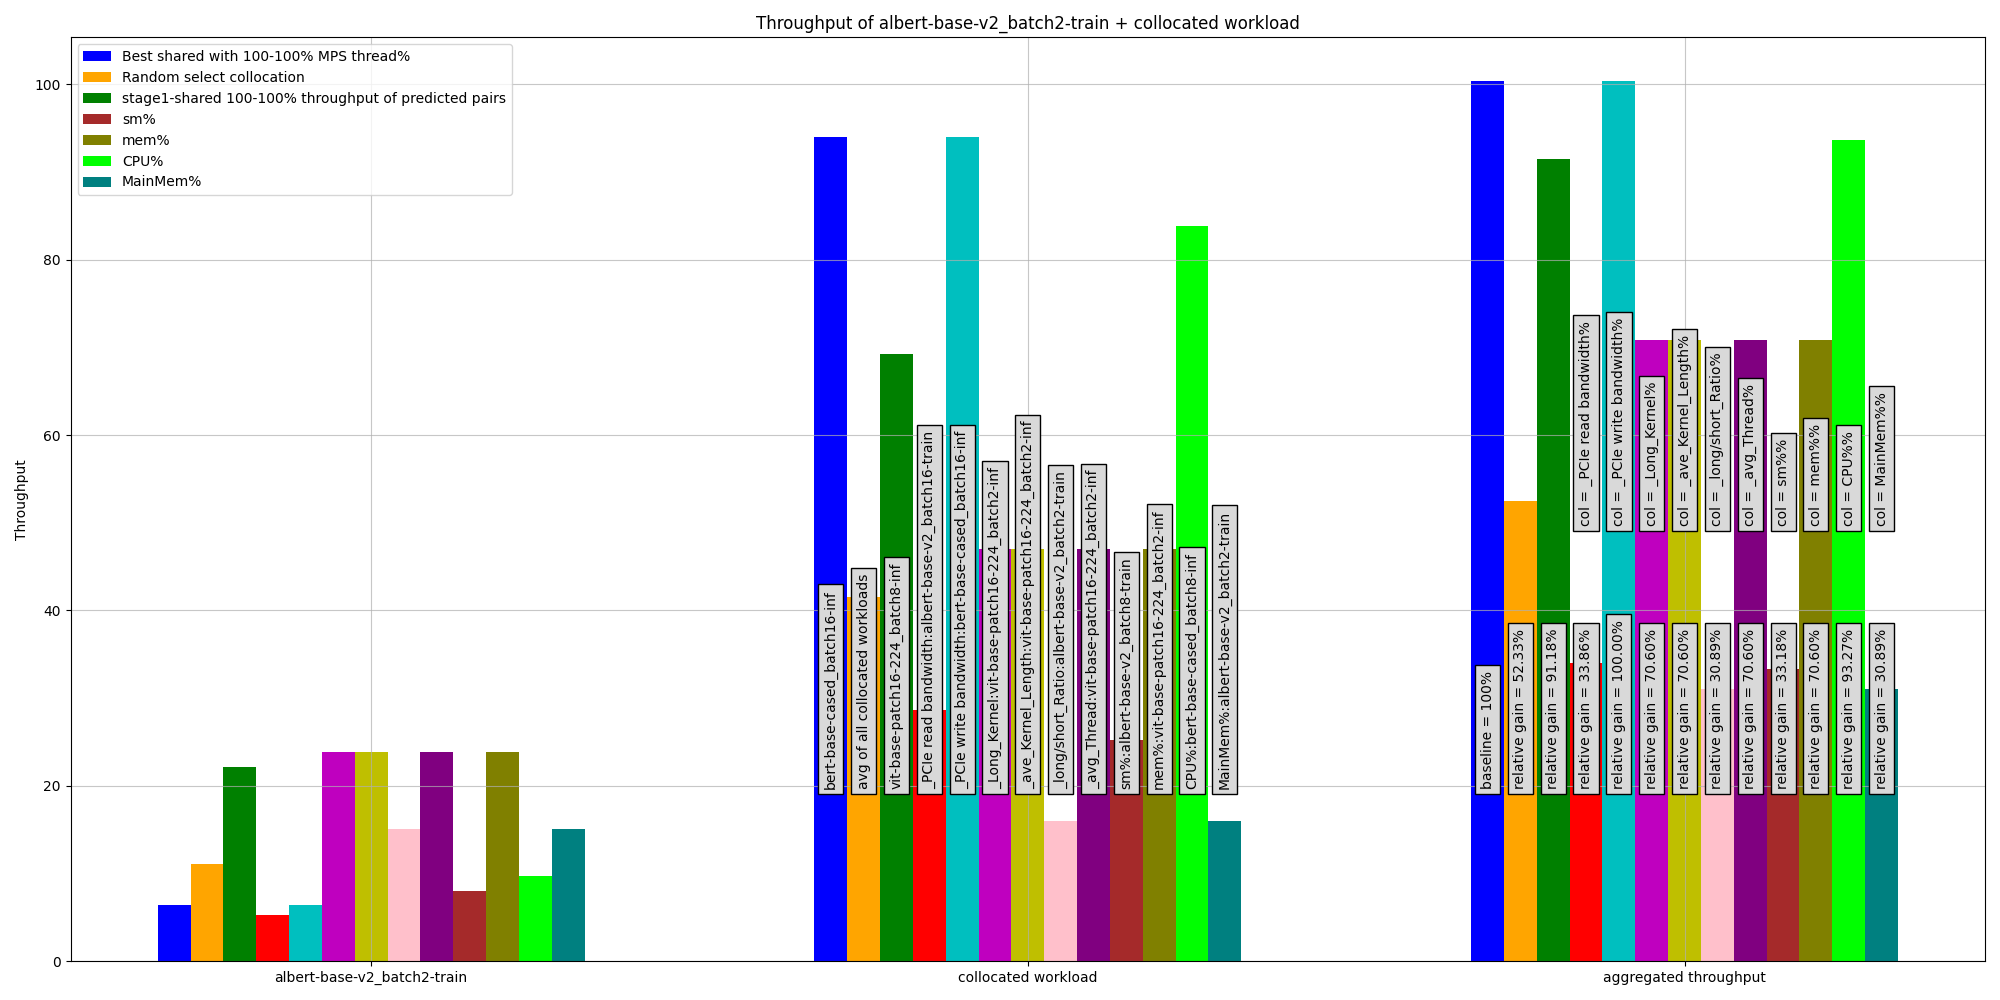 Throughput of albert-base-v2_batch2-train + collocated workload
Best shared with 100-100% MPS thread%
Random select collocation
stage1-shared 100-100% throughput of predicted pairs
sm%
mem%
CPU%
MainMem%
Throughput
100
80
60
40
20
0
bert-base-cased_batch16-inf
avg of all collocated workloads
vit-base-patch16-224_batch8-inf
_PCIe read bandwidth:albert-base-v2_batch16-train
_PCIe write bandwidth:bert-base-cased_batch16-inf
_Long_Kernel:vit-base-patch16-224_batch2-inf
_ave_Kernel_Length:vit-base-patch16-224_batch2-inf
_long/short_Ratio:albert-base-v2_batch2-train
_avg_Thread:vit-base-patch16-224_batch2-inf
sm%:albert-base-v2_batch8-train
mem%:vit-base-patch16-224_batch2-inf
CPU%:bert-base-cased_batch8-inf
MainMem%:albert-base-v2_batch2-train
col = _PCIe read bandwidth%
col = _PCIe write bandwidth%
col = _Long_Kernel%
col = _ave_Kernel_Length%
col = _long/short_Ratio%
col = _avg_Thread%
col = sm%%
col = mem%%
col = CPU%%
col = MainMem%%
baseline = 100%
relative gain = 52.33%
relative gain = 91.18%
relative gain = 33.86%
relative gain = 100.00%
relative gain = 70.60%
relative gain = 70.60%
relative gain = 30.89%
relative gain = 70.60%
relative gain = 33.18%
relative gain = 70.60%
relative gain = 93.27%
relative gain = 30.89%
albert-base-v2_batch2-train
collocated workload
aggregated throughput